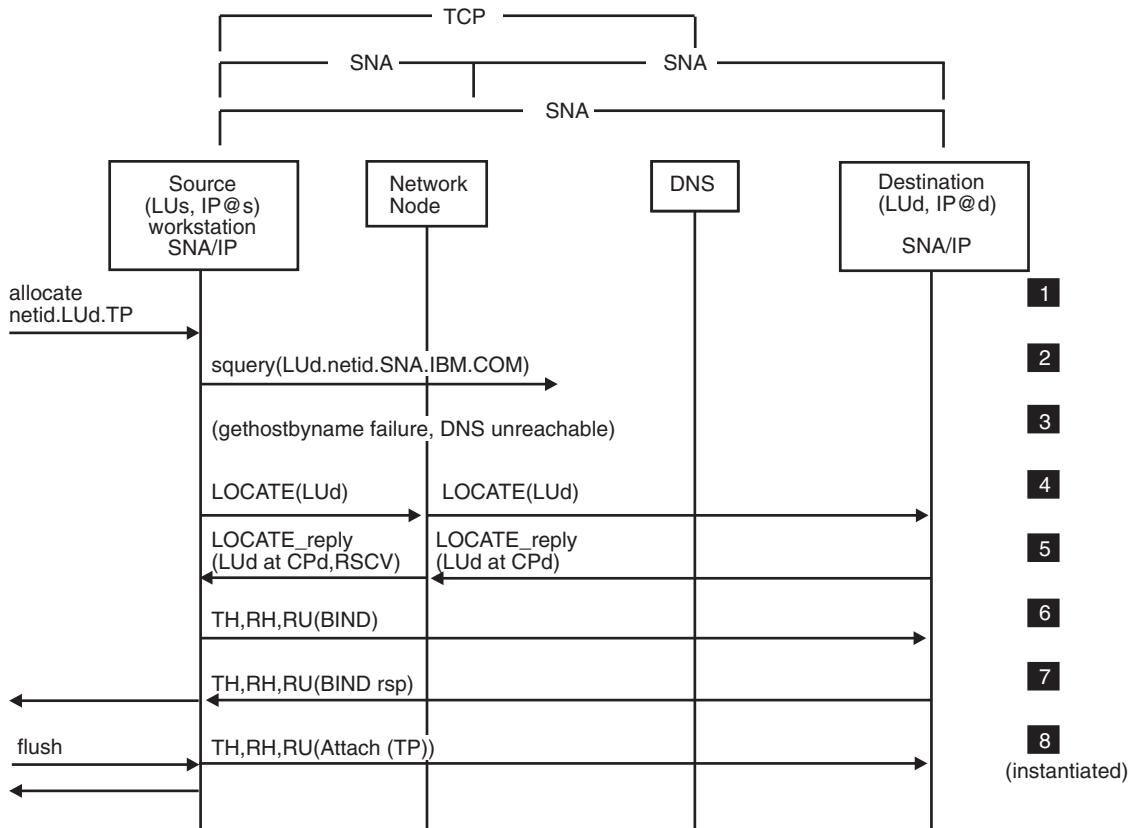 TCP
SNA
SNA
SNA
Source
(LUs, IP@s)
workstation
SNA/IP
Network
Node
DNS
Destination
(LUd, IP@d)
SNA/IP
allocate
netid.LUd.TP
1
squery(LUd.netid.SNA.IBM.COM)
2
(gethostbyname failure, DNS unreachable)
3
LOCATE(LUd)
LOCATE(LUd)
4
LOCATE_reply
(LUd at CPd,RSCV)
LOCATE_reply
(LUd at CPd)
5
TH,RH,RU(BIND)
6
TH,RH,RU(BIND rsp)
7
flush
TH,RH,RU(Attach (TP))
8
(instantiated)